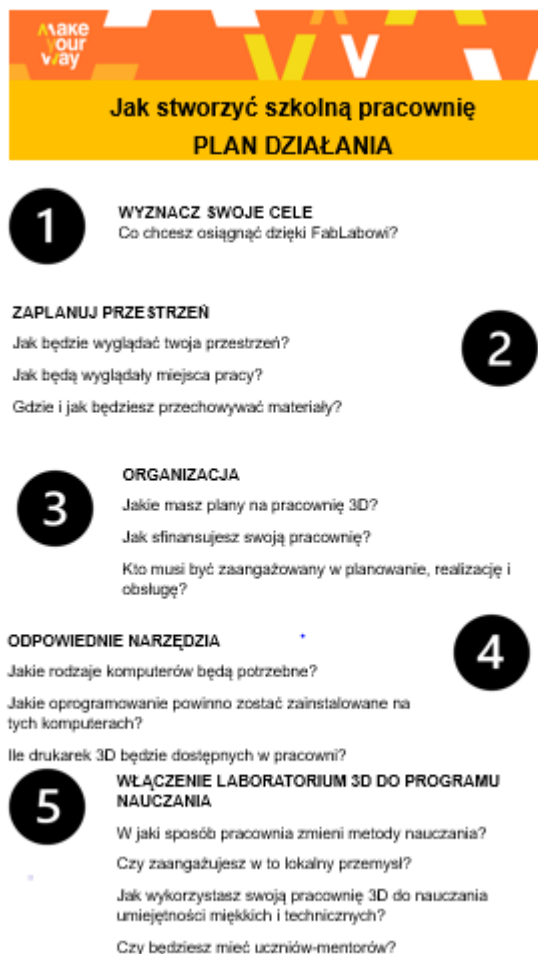 make
your
way
Jak stworzyć szkolną pracownię
PLAN DZIAŁANIA
1
WYZNACZ SWOJE CELE
Co chcesz osiągnąć dzięki FabLabowi?
ZAPLANUJ PRZESTRZEŃ
Jak będzie wyglądać twoja przestrzeń?
2
Jak będą wyglądały miejsca pracy?
Gdzie i jak będziesz przechowywać materiały?
3
ORGANIZACJA
Jakie masz plany na pracownię 3D?
Jak sfinansujesz swoją pracownię?
Kto musi być zaangażowany w planowanie, realizację i
obsługę?
ODPOWIEDNIE NARZĘDZIA
4
Jakie rodzaje komputerów będą potrzebne?
Jakie oprogramowanie powinno zostać zainstalowane na
tych komputerach?
Ile drukarek 3D będzie dostępnych w pracowni?
5
WŁĄCZENIE LABORATORIUM 3D DO PROGRAMU
NAUCZANIA
W jaki sposób pracownia zmieni metody nauczania?
Czy zaangażujesz w to lokalny przemysł?
Jak wykorzystasz swoją pracownię 3D do nauczania
umiejętności miękkich i technicznych?
Czy będziesz mieć uczniów-mentorów?